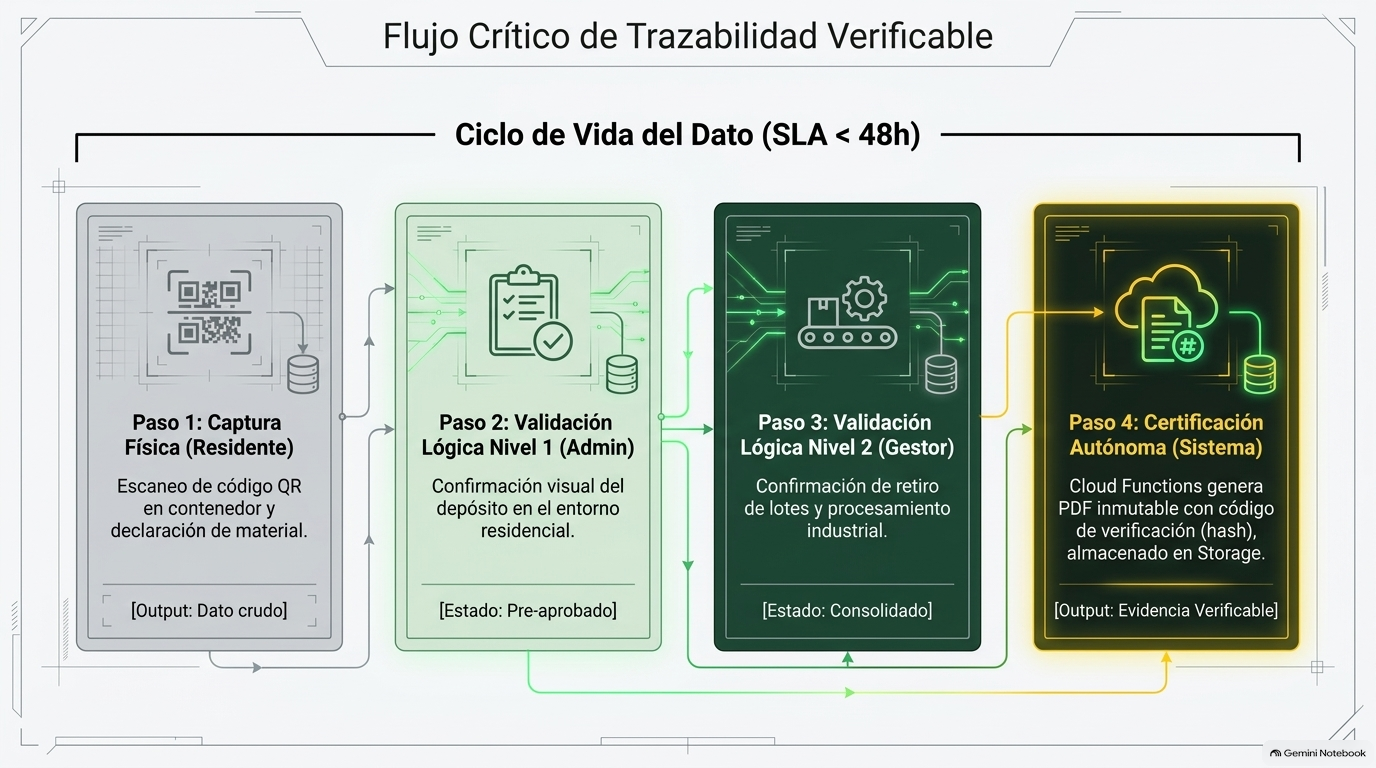 Flujo Crítico de Trazabilidad Verificable
Ciclo de Vida del Dato (SLA < 48h)
Paso 1: Captura
Física (Residente)
Escaneo de código QR
en contenedor y
declaración de material.
[Output: Dato crudo]
Paso 2: Validación
Lógica Nivel 1 (Admin)
Confirmación visual del
depósito en el entorno
residencial.
[Estado: Pre-aprobado]
Paso 3: Validación
Lógica Nivel 2 (Gestor)
Confirmación de retiro
de lotes y procesamiento
industrial.
[Estado: Consolidado]
#
Paso 4: Certificación
Autónoma (Sistema)
Cloud Functions genera
PDF inmutable con código
de verificación (hash),
almacenado en Storage.
[Output: Evidencia Verificable]
Gemini Notebook